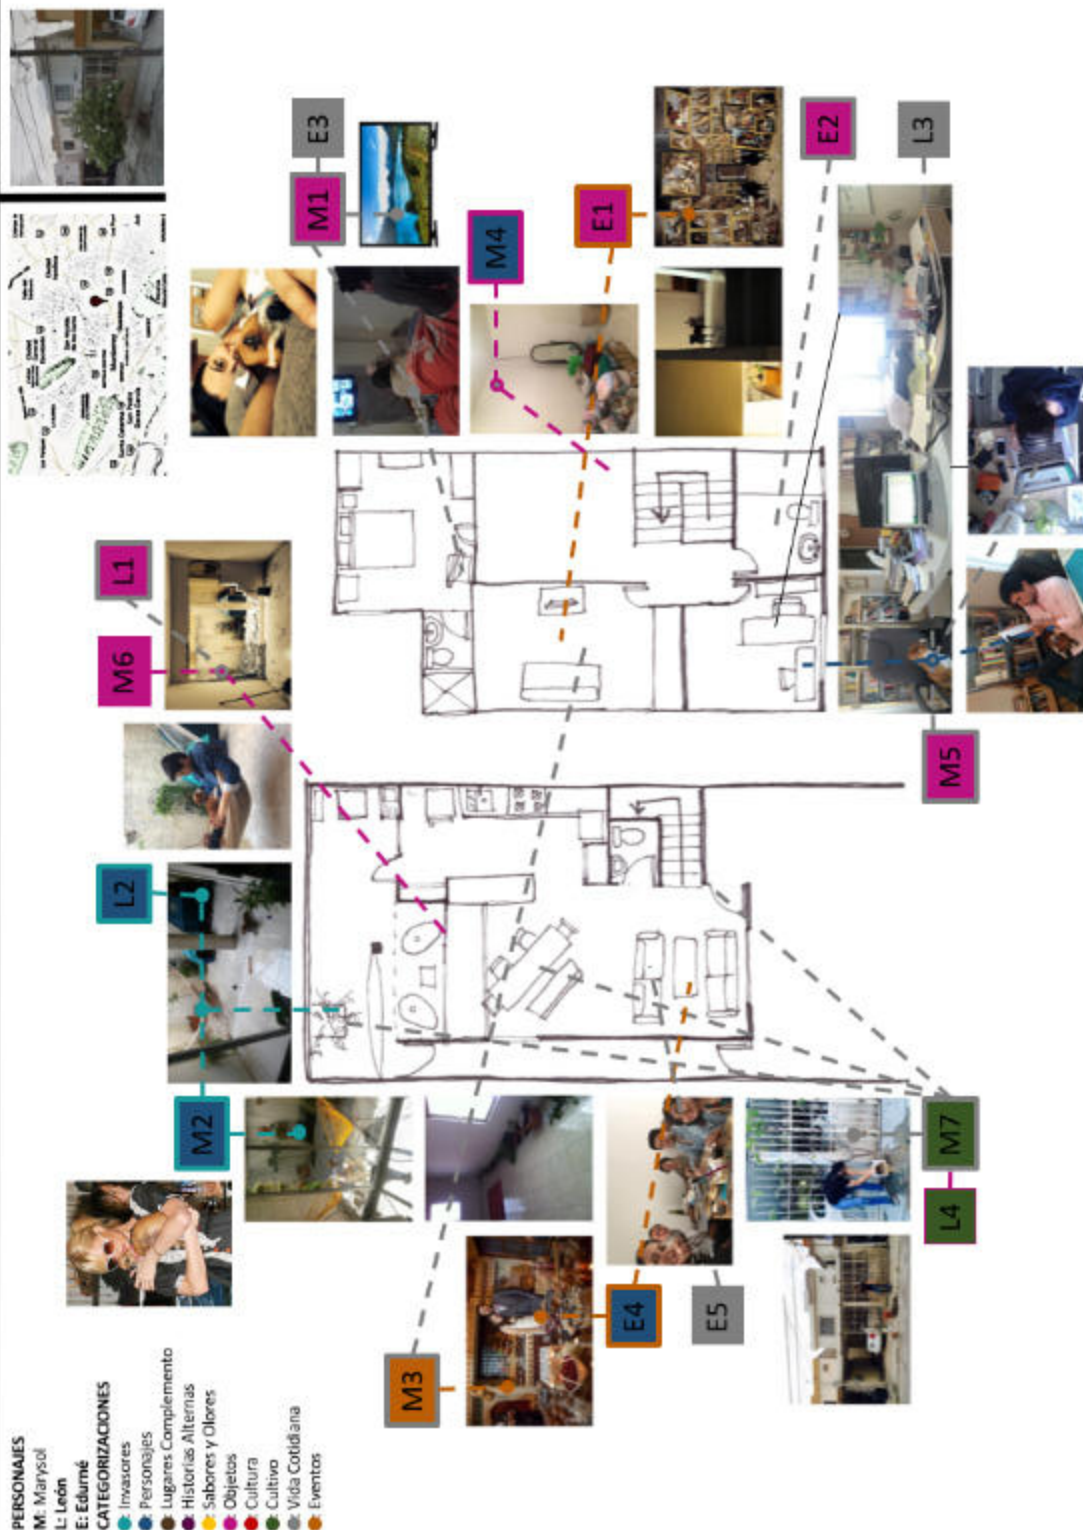 PERSONAJES
M: Marysol
L: León
E: Edurné
CATEGORIZACIONES
Invasores
Personajes
Lugares Complemento
Historias Alternas
Sabores y Olores
Objetos
Cultura
Cultivo
Vida Cotidiana
Eventos
M2
L2
M6
L1
M3
E4
E5
L4
M7
M1
E3
M4
E1
E2
M5
L3